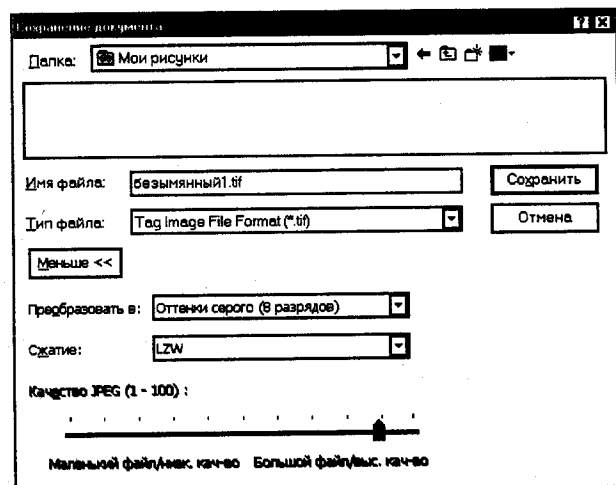 Сохранение документа
Папка: Мои рисунки
Имя файла: безымянный1.tif Сохранить
Тип файла: Tag Image File Format (*.tif) Отмена
Меньше <<
Преобразовать в: Оттенки серого (8 разрядов)
Сжатие: LZW
Качество JPEG (1 - 100) :
Маленький файл/низк. кач-во Большой файл/выс. кач-во